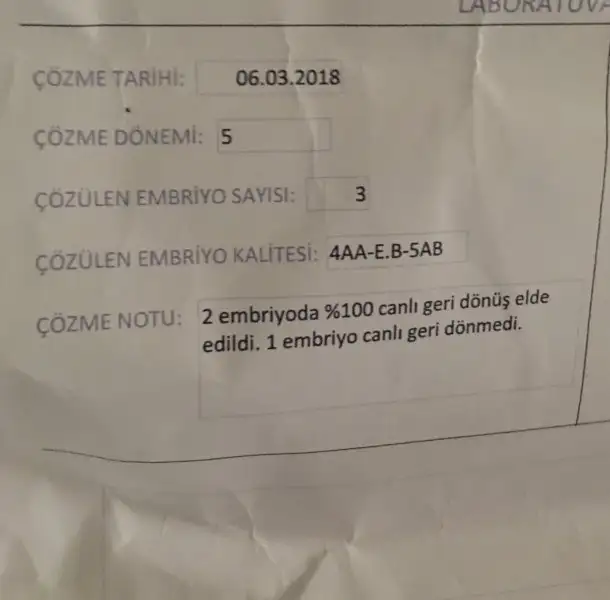 LABORATUVA
ÇÖZME TARİHİ: 06.03.2018
ÇÖZME DÖNEMİ: 5
ÇÖZÜLEN EMBRİYO SAYISI: 3
ÇÖZÜLEN EMBRİYO KALİTESİ: 4AA-E.B-5AB
ÇÖZME NOTU: 2 embriyoda %100 canlı geri dönüş elde
edildi. 1 embriyo canlı geri dönmedi.